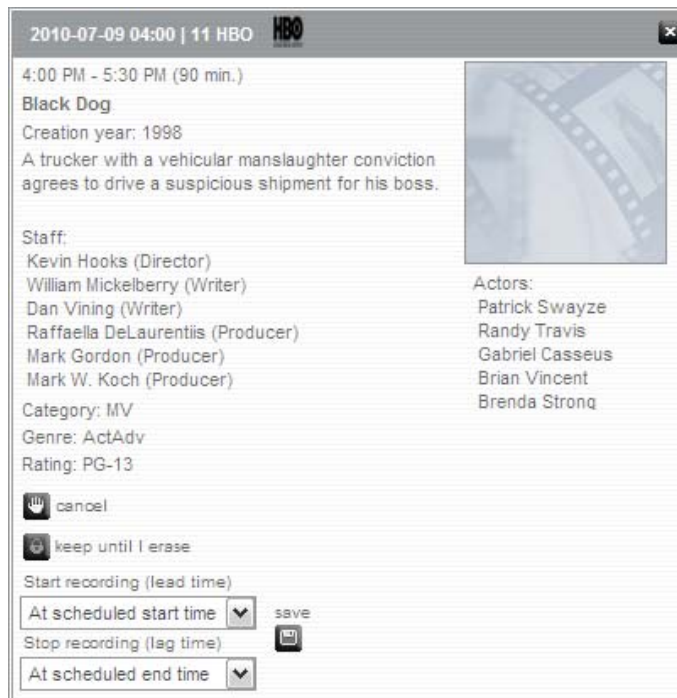 2010-07-09 04:00 | 11 HBO HBO
4:00 PM - 5:30 PM (90 min.)
Black Dog
Creation year: 1998
A trucker with a vehicular manslaughter conviction
agrees to drive a suspicious shipment for his boss.
Staff:
Kevin Hooks (Director)
William Mickelberry (Writer)
Dan Vining (Writer)
Raffaella DeLaurentiis (Producer)
Mark Gordon (Producer)
Mark W. Koch (Producer)
Category: MV
Genre: ActAdv
Rating: PG-13
Actors:
Patrick Swayze
Randy Travis
Gabriel Casseus
Brian Vincent
Brenda Strong
cancel
keep until I erase
Start recording (lead time)
At scheduled start time
save
Stop recording (lag time)
At scheduled end time